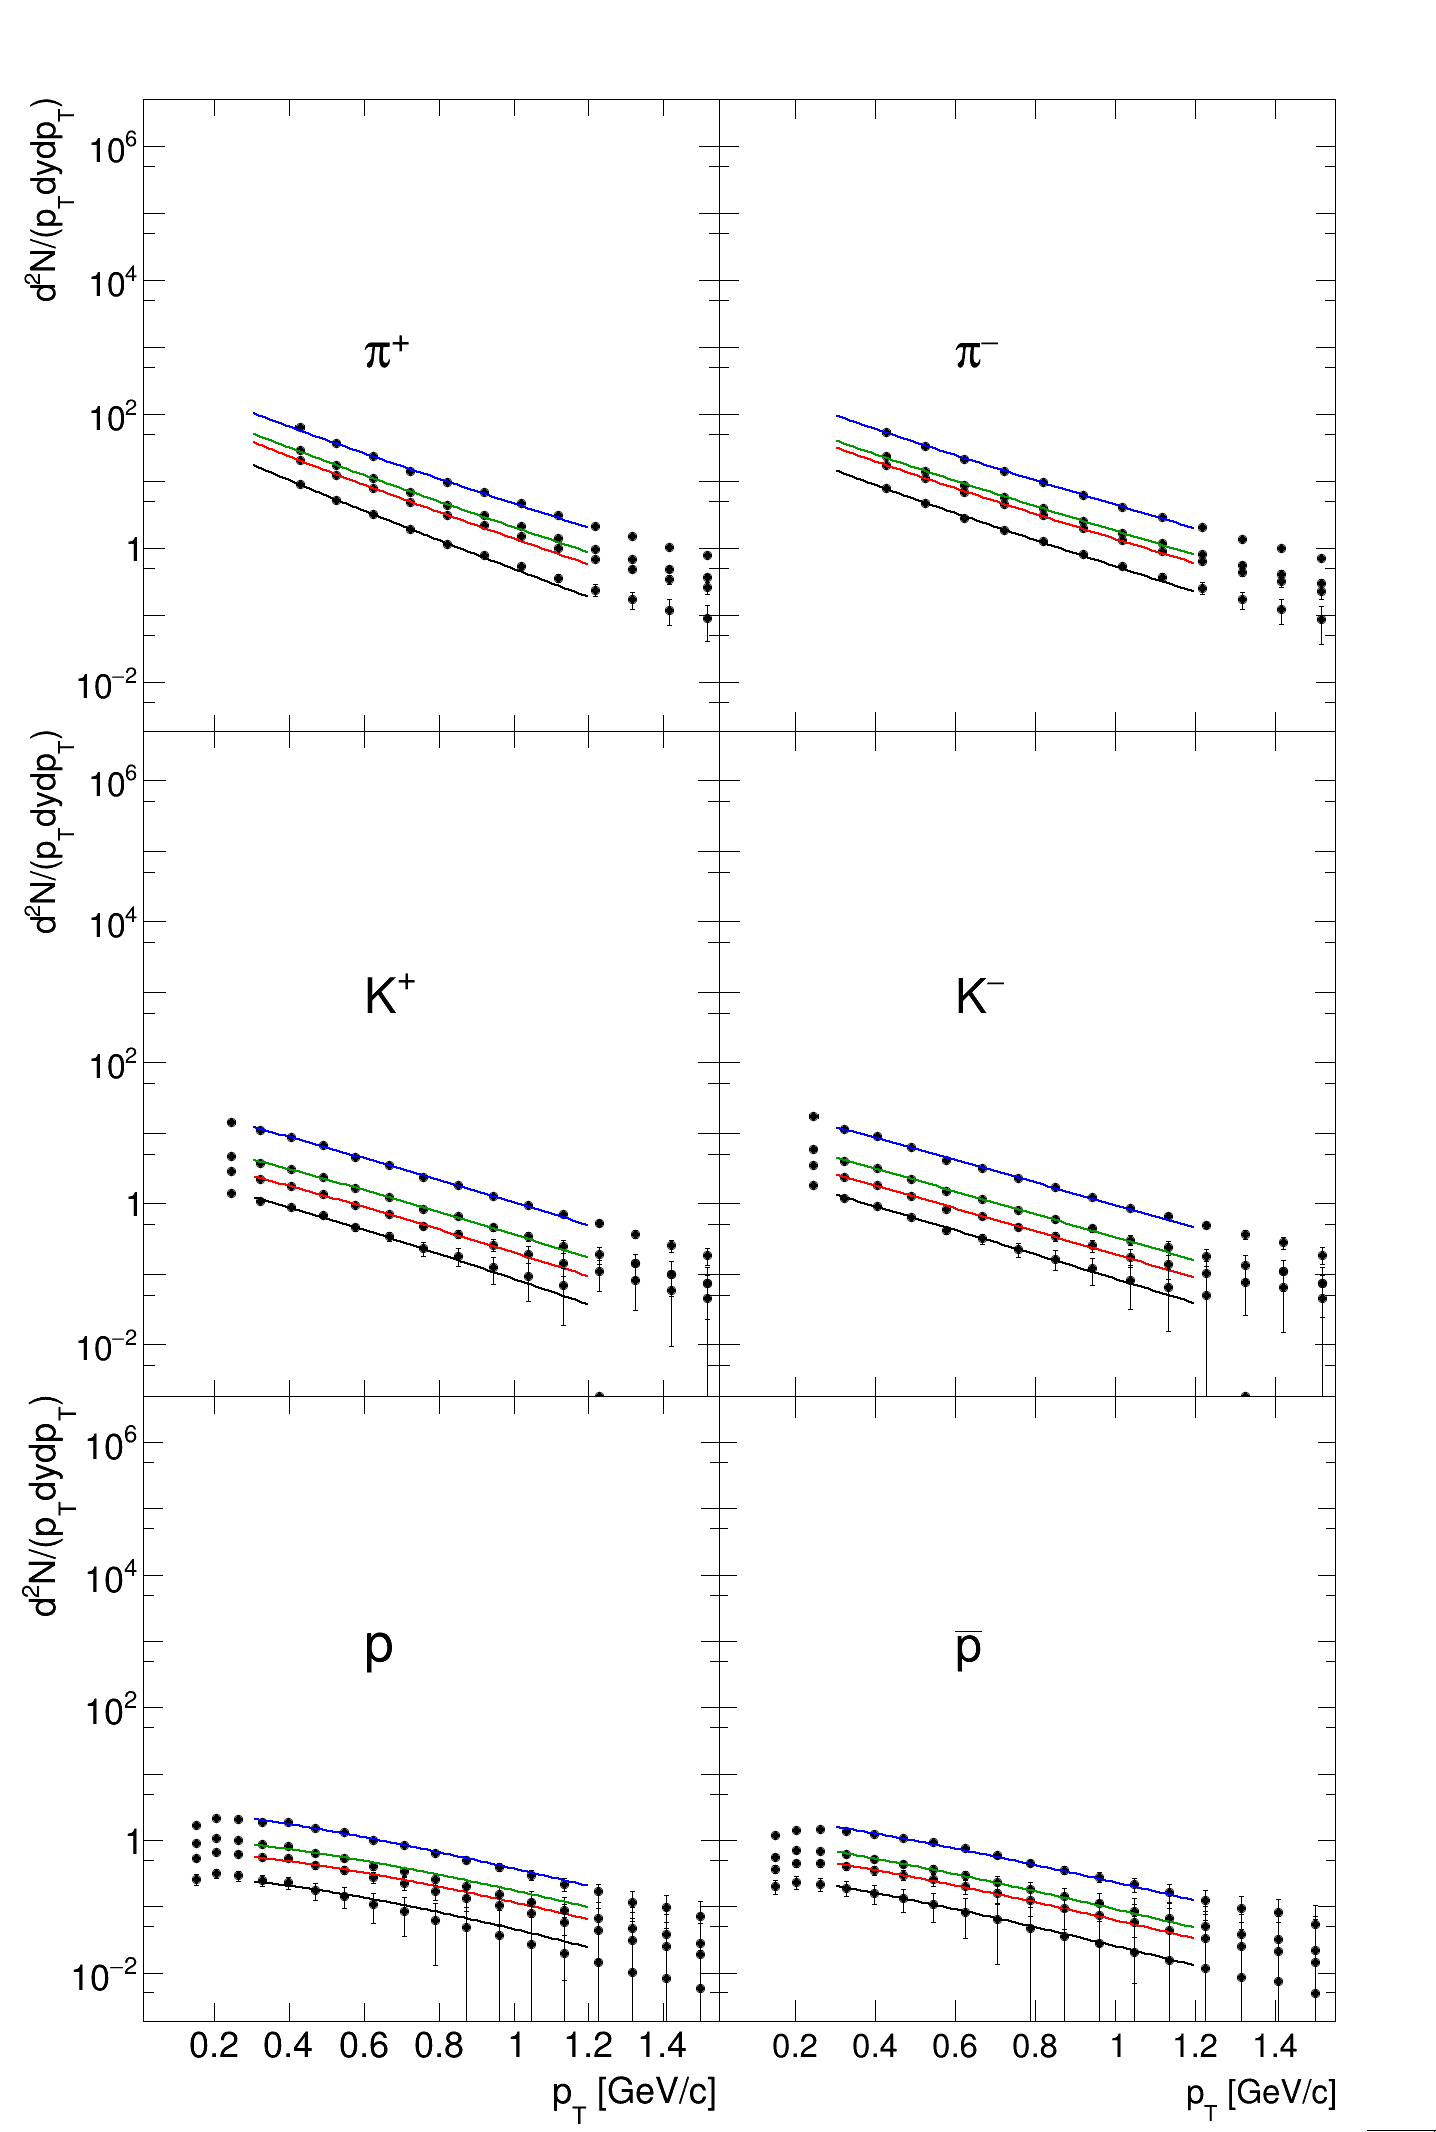 d²N/(p_T dydp_T)
10⁶
10⁴
10²
1
10⁻²
π⁺
π⁻
d²N/(p_T dydp_T)
10⁶
10⁴
10²
1
10⁻²
K⁺
K⁻
d²N/(p_T dydp_T)
10⁶
10⁴
10²
1
10⁻²
p
p̅
0.2 0.4 0.6 0.8 1 1.2 1.4
0.2 0.4 0.6 0.8 1 1.2 1.4
p_T [GeV/c]
p_T [GeV/c]